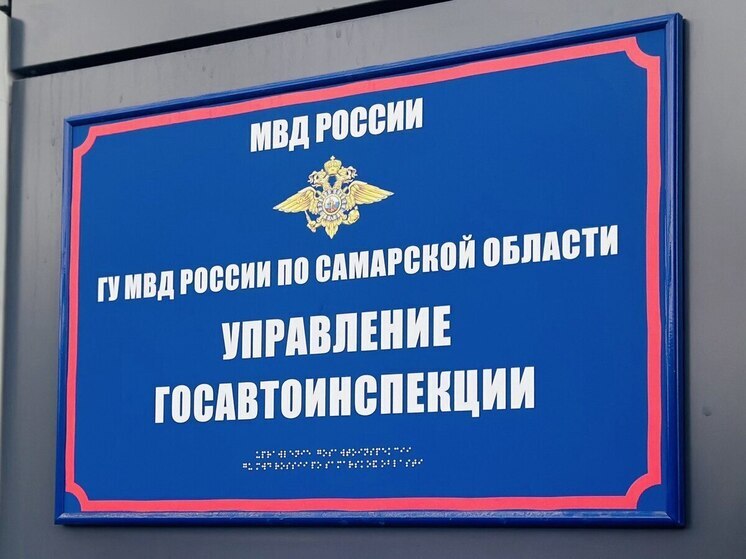 МВД РОССИИ
ГУ МВД РОССИИ ПО САМАРСКОЙ ОБЛАСТИ
УПРАВЛЕНИЕ
ГОСАВТОИНСПЕКЦИИ